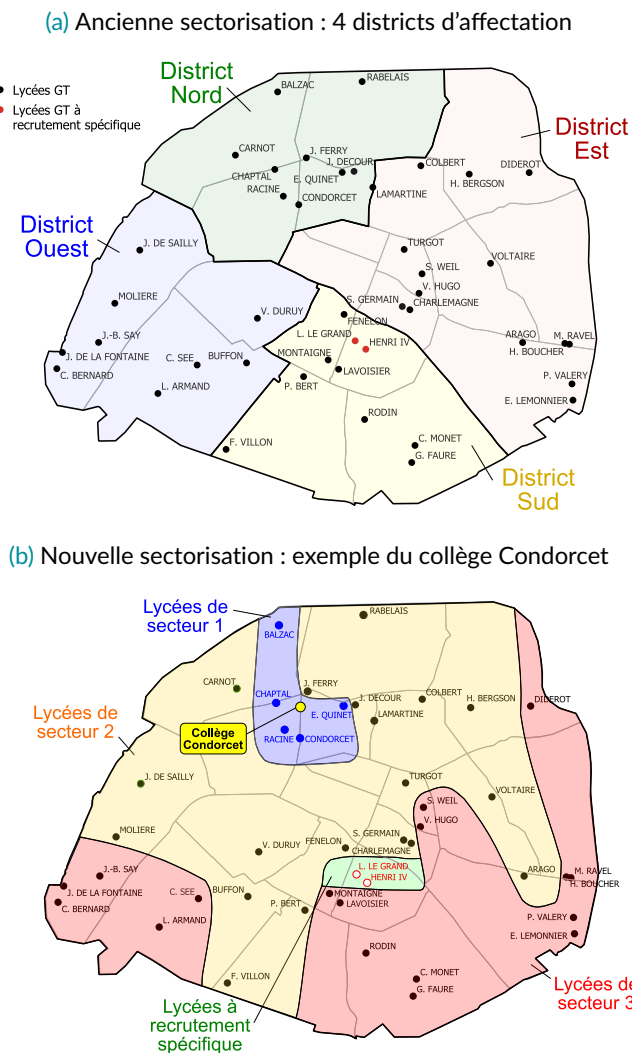 (a) Ancienne sectorisation : 4 districts d'affectation
Lycées GT
Lycées GT à
recrutement spécifique
District
Nord
BALZAC
RABELAIS
District
Est
CARNOT
J. FERRY
J. DECOUR
CHAPTAL
E. QUINET
RACINE
CONDORCET
COLBERT
DIDEROT
H. BERGSON
LAMARTINE
District
Ouest
J. DE SAILLY
TURGOT
VOLTAIRE
S. WEIL
V. HUGO
MOLIERE
S. GERMAIN
CHARLEMAGNE
V. DURUY
FENELON
L. LE GRAND
HENRI IV
ARAGO
M. RAVEL
H. BOUCHER
J.-B. SAY
J. DE LA FONTAINE
C. SEE
BUFFON
MONTAIGNE
LAVOISIER
C. BERNARD
P. BERT
P. VALERY
L. ARMAND
E. LEMONNIER
RODIN
F. VILLON
C. MONET
G. FAURE
District
Sud
(b) Nouvelle sectorisation : exemple du collège Condorcet
Lycées de
secteur 1
RABELAIS
BALZAC
CARNOT
J. FERRY
CHAPTAL
J. DECOUR
COLBERT
H. BERGSON
DIDEROT
E. QUINET
LAMARTINE
Lycées de
secteur 2
Collège
Condorcet
RACINE
CONDORCET
J. DE SAILLY
TURGOT
VOLTAIRE
S. WEIL
V. HUGO
MOLIERE
V. DURUY
FENELON
S. GERMAIN
CHARLEMAGNE
L. LE GRAND
HENRI IV
ARAGO
M. RAVEL
H. BOUCHER
J.-B. SAY
J. DE LA FONTAINE
C. SEE
BUFFON
MONTAIGNE
LAVOISIER
C. BERNARD
P. BERT
P. VALERY
L. ARMAND
E. LEMONNIER
RODIN
F. VILLON
C. MONET
G. FAURE
Lycées à
recrutement
spécifique
Lycées de
secteur 3